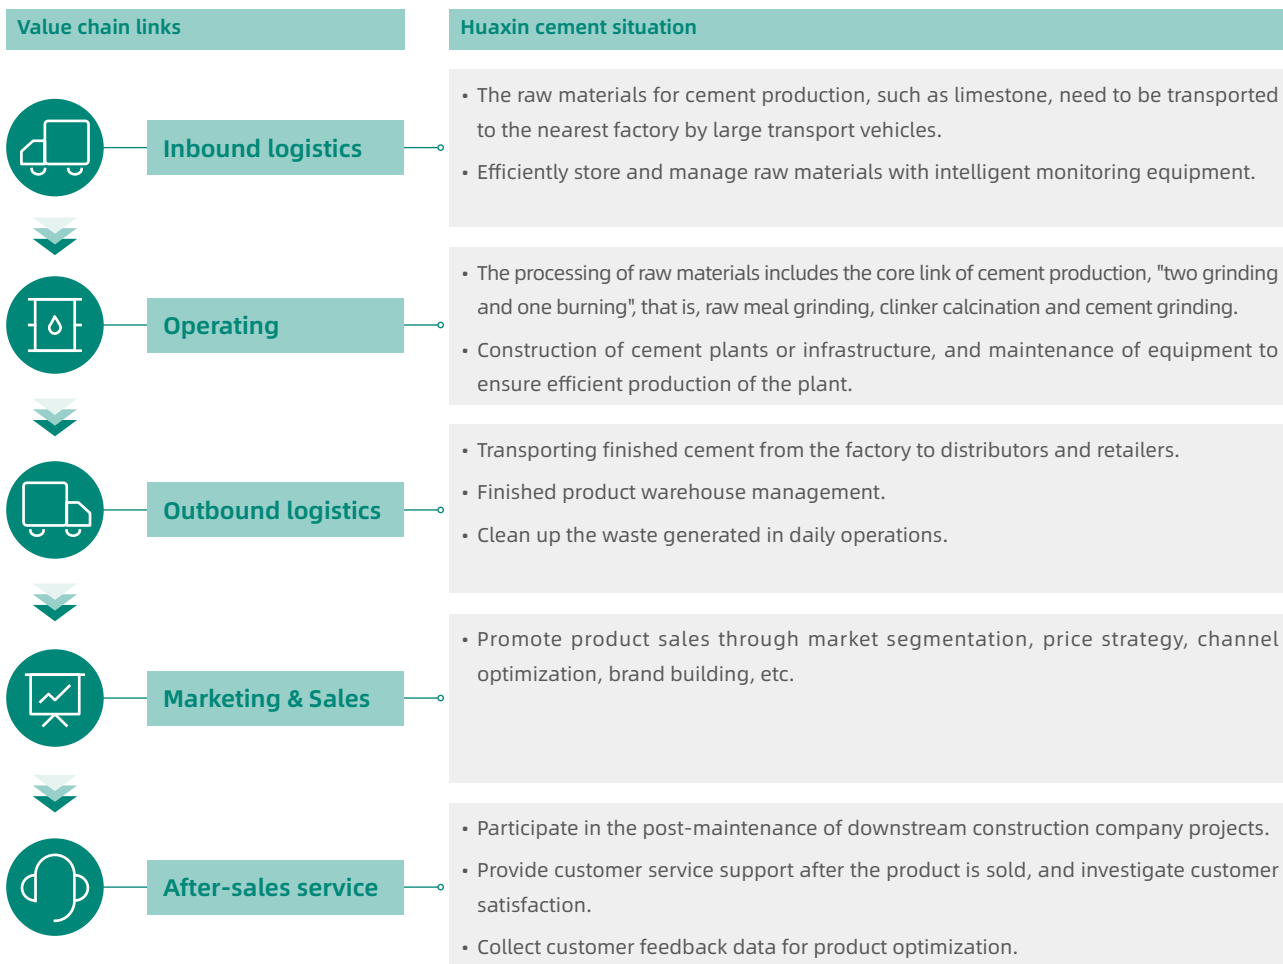 Value chain links
Huaxin cement situation
Inbound logistics
• The raw materials for cement production, such as limestone, need to be transported
to the nearest factory by large transport vehicles.
• Efficiently store and manage raw materials with intelligent monitoring equipment.
Operating
• The processing of raw materials includes the core link of cement production, "two grinding
and one burning", that is, raw meal grinding, clinker calcination and cement grinding.
• Construction of cement plants or infrastructure, and maintenance of equipment to
ensure efficient production of the plant.
Outbound logistics
• Transporting finished cement from the factory to distributors and retailers.
• Finished product warehouse management.
• Clean up the waste generated in daily operations.
Marketing & Sales
• Promote product sales through market segmentation, price strategy, channel
optimization, brand building, etc.
After-sales service
• Participate in the post-maintenance of downstream construction company projects.
• Provide customer service support after the product is sold, and investigate customer
satisfaction.
• Collect customer feedback data for product optimization.